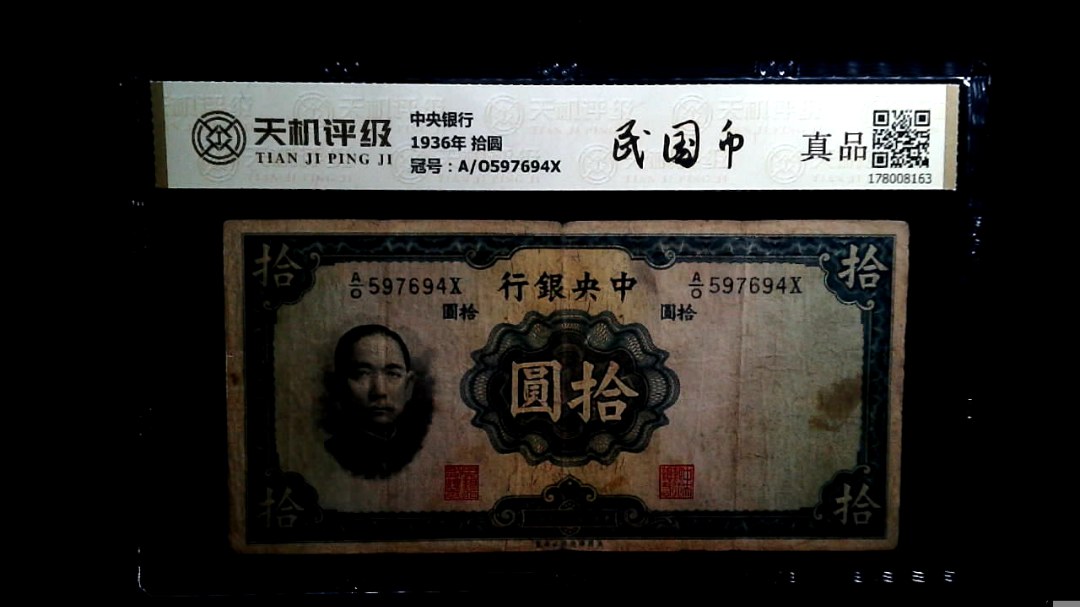 天机评级
TIAN JI PING JI
中央银行
1936年 拾圆
冠号：A/O597694X
民国币
真品
178008163
拾
拾
A/O 597694X
行銀央中
A/O 597694X
圓拾
圓拾
圓拾
拾
拾